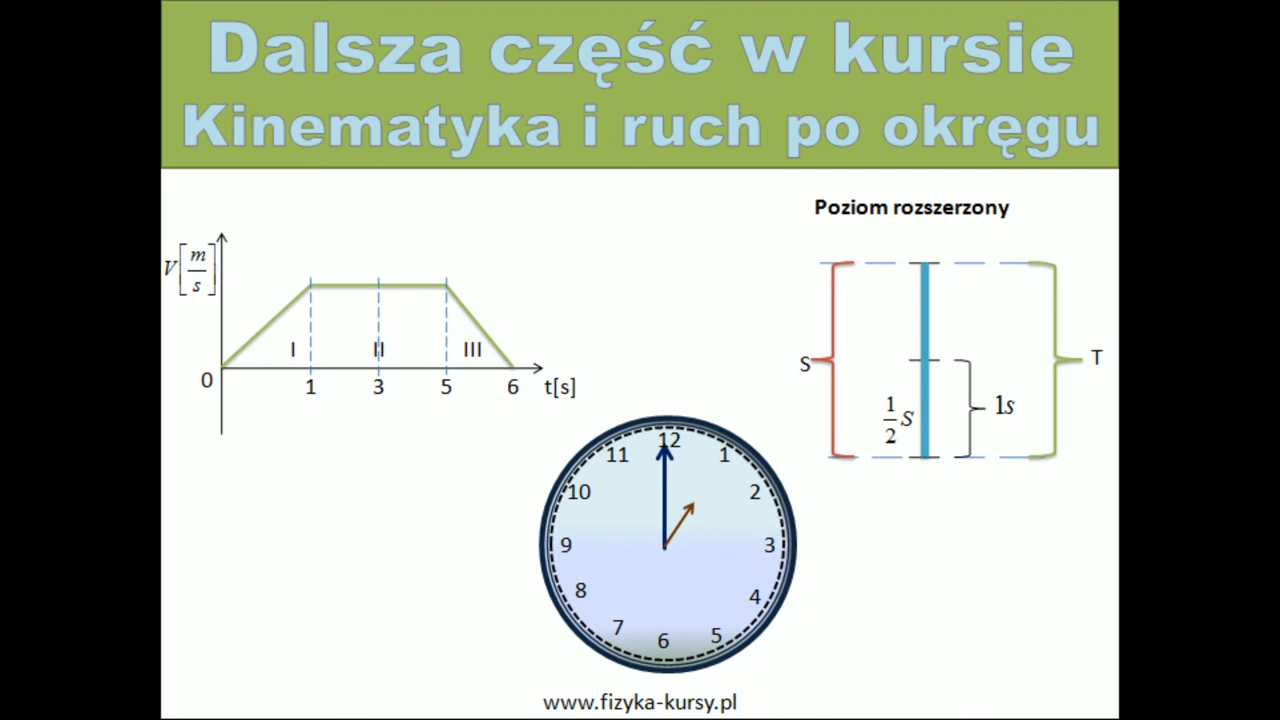 Dalsza część w kursie
Kinematyka i ruch po okręgu
Poziom rozszerzony
V[m/s]
I II III
0 1 3 5 6 t[s]
S
T
1/2 S
1s
12
11 1
10 2
9 3
8 4
7 5
6
www.fizyka-kursy.pl